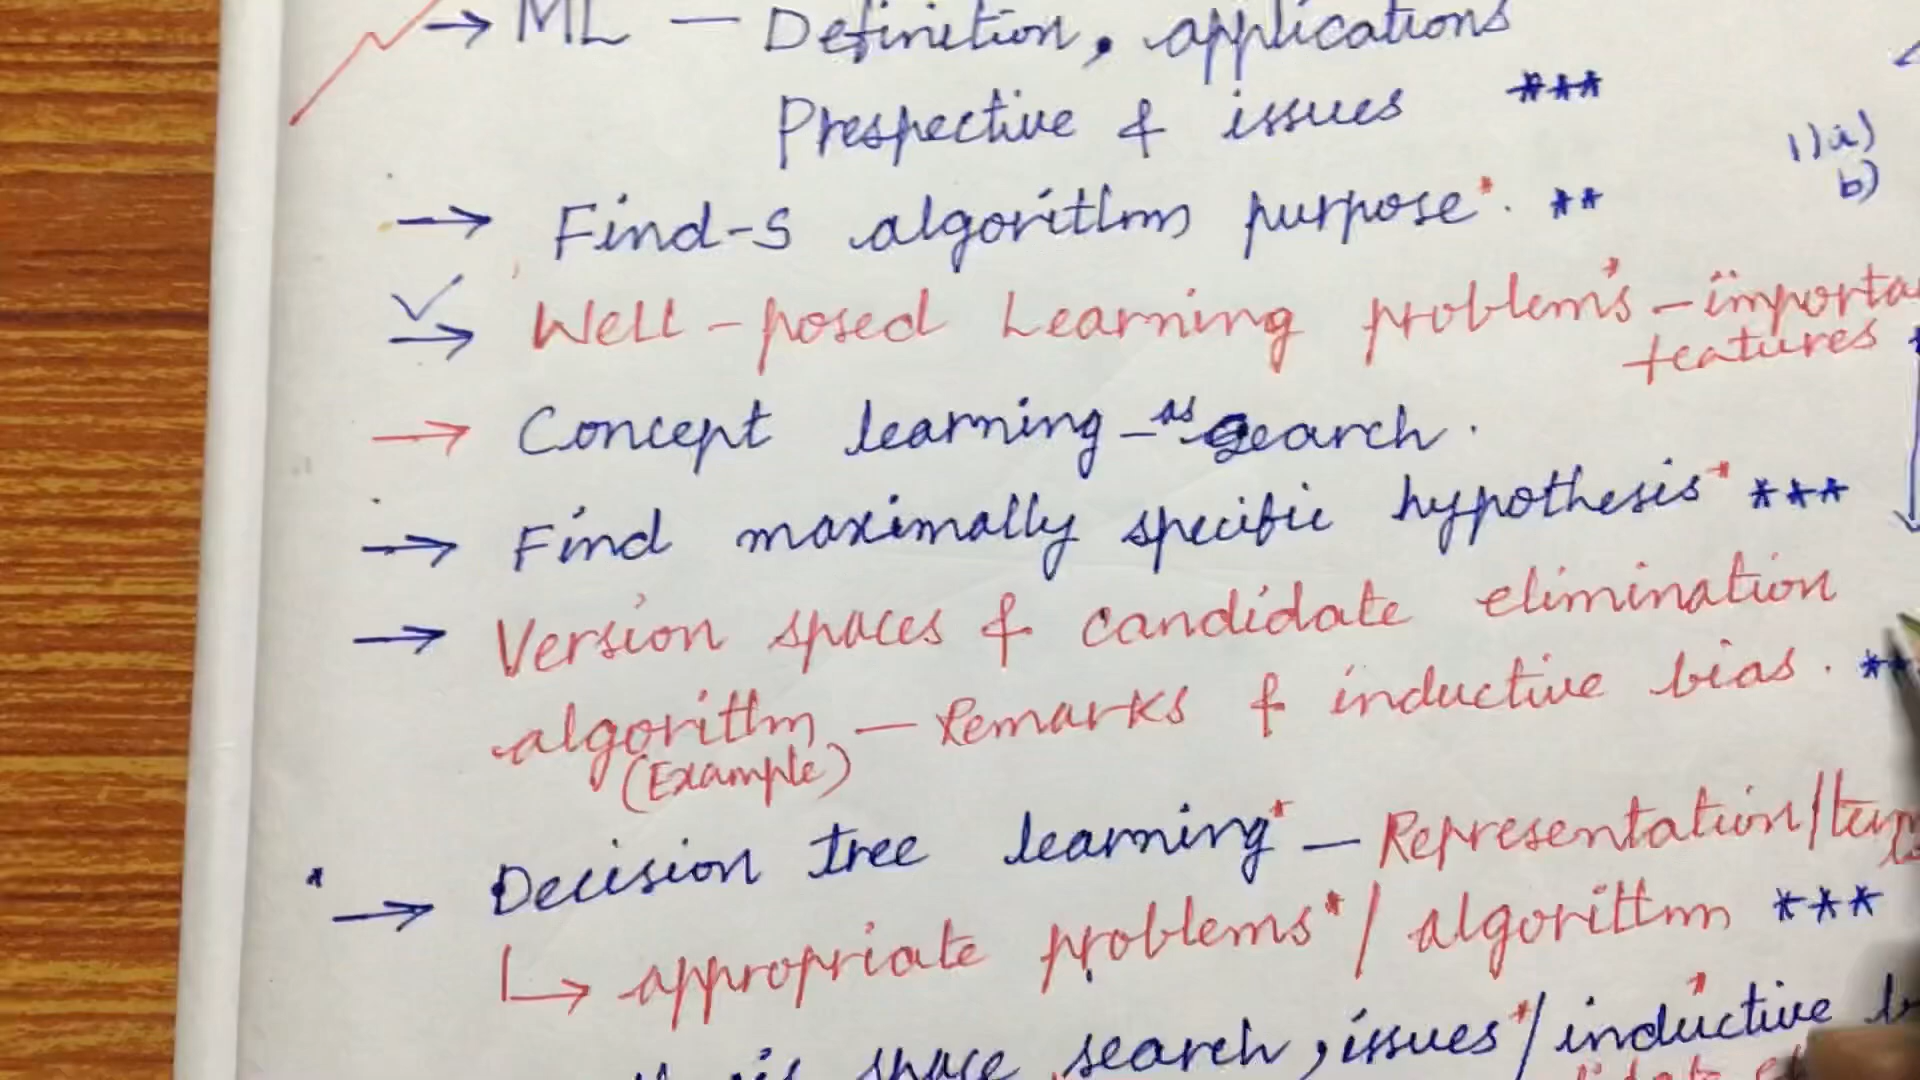 → ML — Definition, applications
Prespective & issues ***
1) a)
b)
→ Find-S algorithm purpose*. **
→ Well-posed Learning problems* – importa
features
→ Concept learning – as search.
→ Find maximally specific hypothesis* ***
→ Version spaces & candidate elimination
algorithm — Remarks & inductive bias. **
(Example)
→ Decision tree learning* — Representation/
↳ appropriate problems* / algorithm ***
space search, issues* / inductive